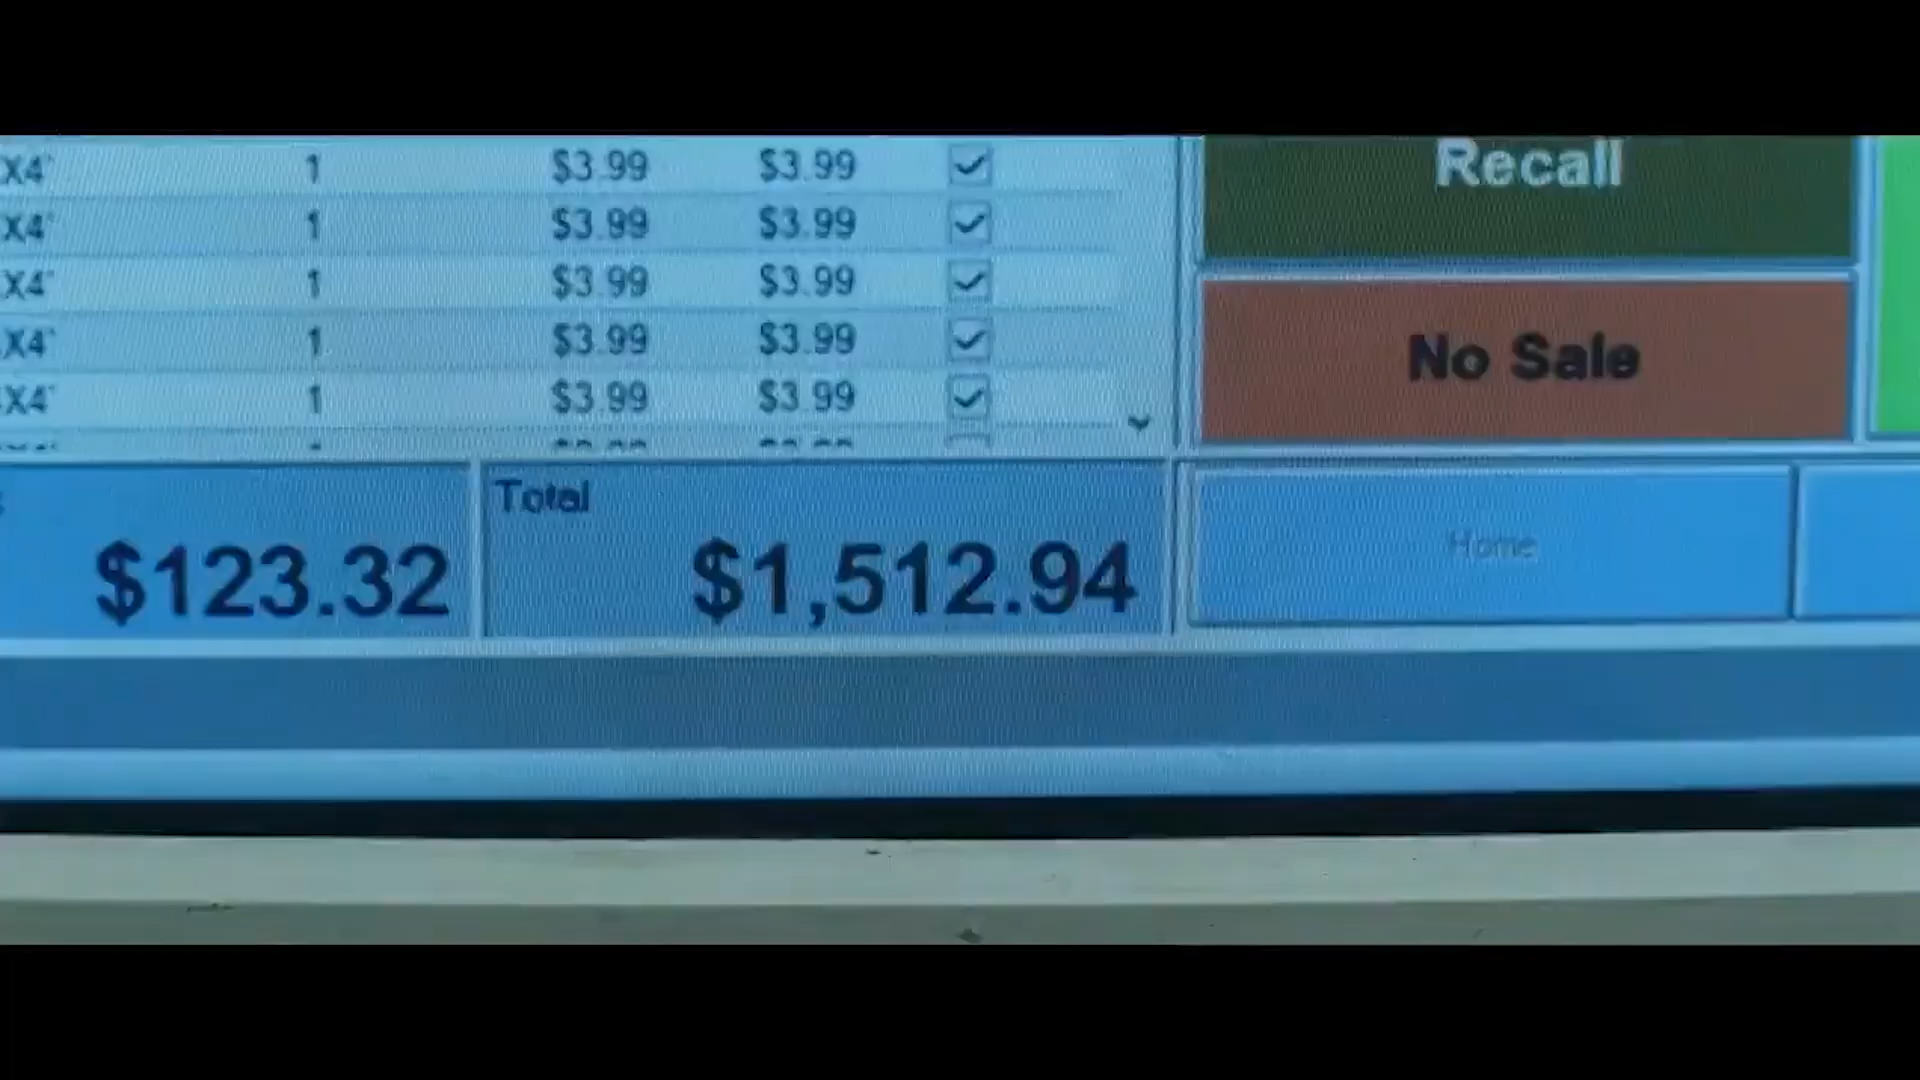 X4' 1 $3.99 $3.99
X4' 1 $3.99 $3.99
X4' 1 $3.99 $3.99
X4' 1 $3.99 $3.99
X4' 1 $3.99 $3.99
Recall
No Sale
Total
$123.32
$1,512.94
Home